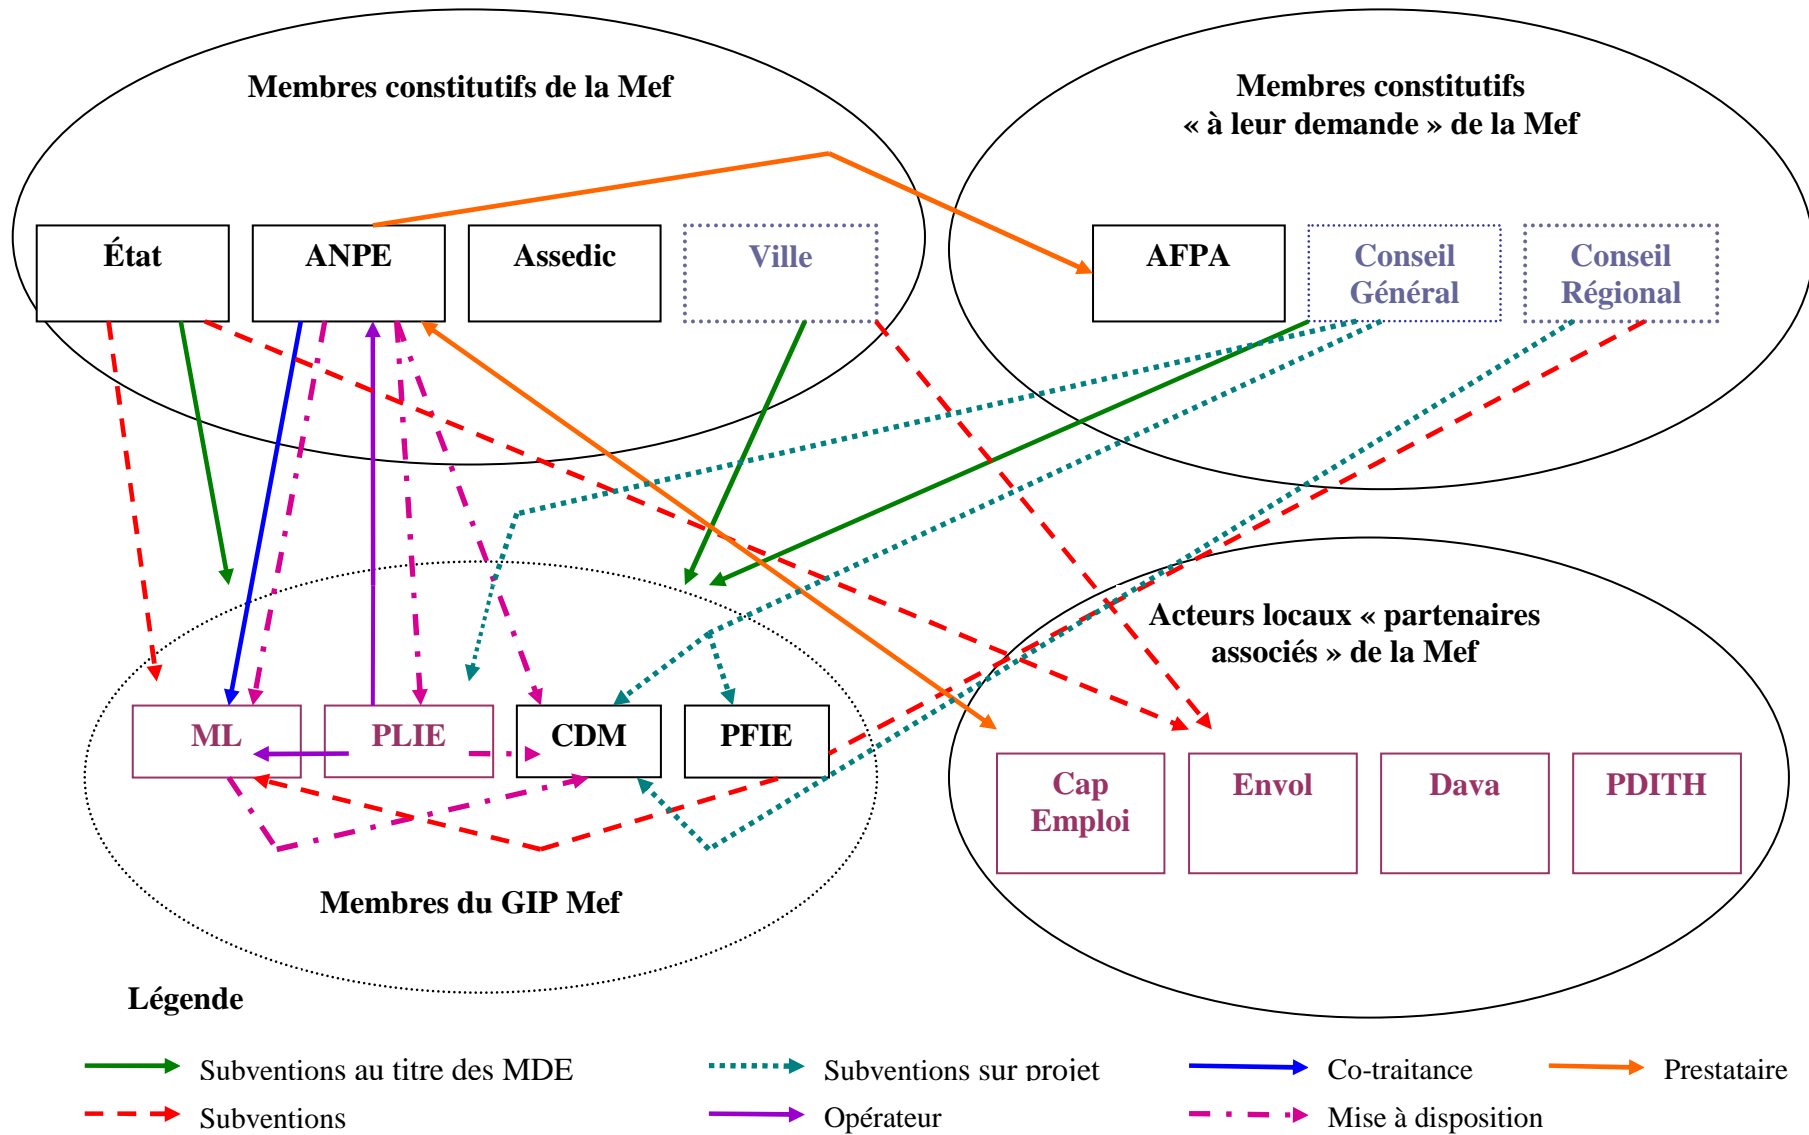 Membres constitutifs de la Mef
Membres constitutifs
« à leur demande » de la Mef
État
ANPE
Assedic
Ville
AFPA
Conseil
Général
Conseil
Régional
Acteurs locaux « partenaires
associés » de la Mef
ML
PLIE
CDM
PFIE
Cap
Emploi
Envol
Dava
PDITH
Membres du GIP Mef
Légende
Subventions au titre des MDE
Subventions sur projet
Co-traitance
Prestataire
Subventions
Opérateur
Mise à disposition